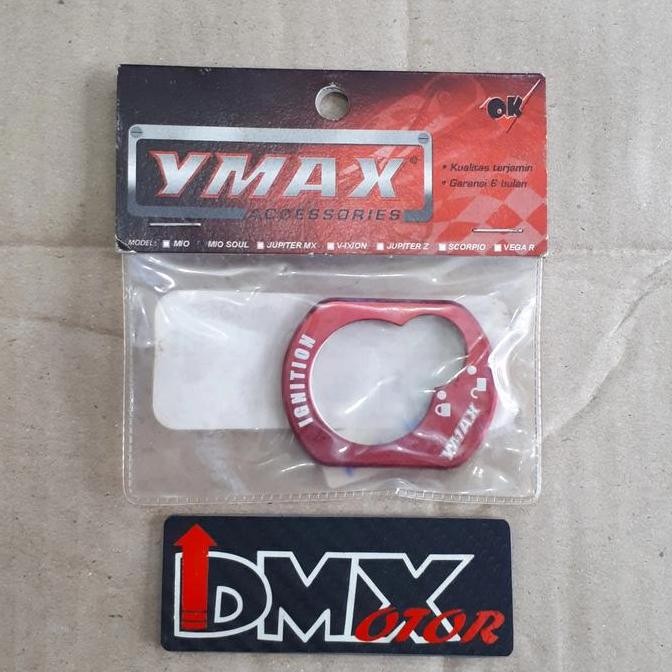 OK
YMAX®
ACCESSORIES
• Kualitas terjamin
• Garansi 6 bulan
MODEL: MIO MIO SOUL JUPITER MX V-IXION JUPITER Z SCORPIO VEGA R
IGNITION
YMAX
DMX
OTOR